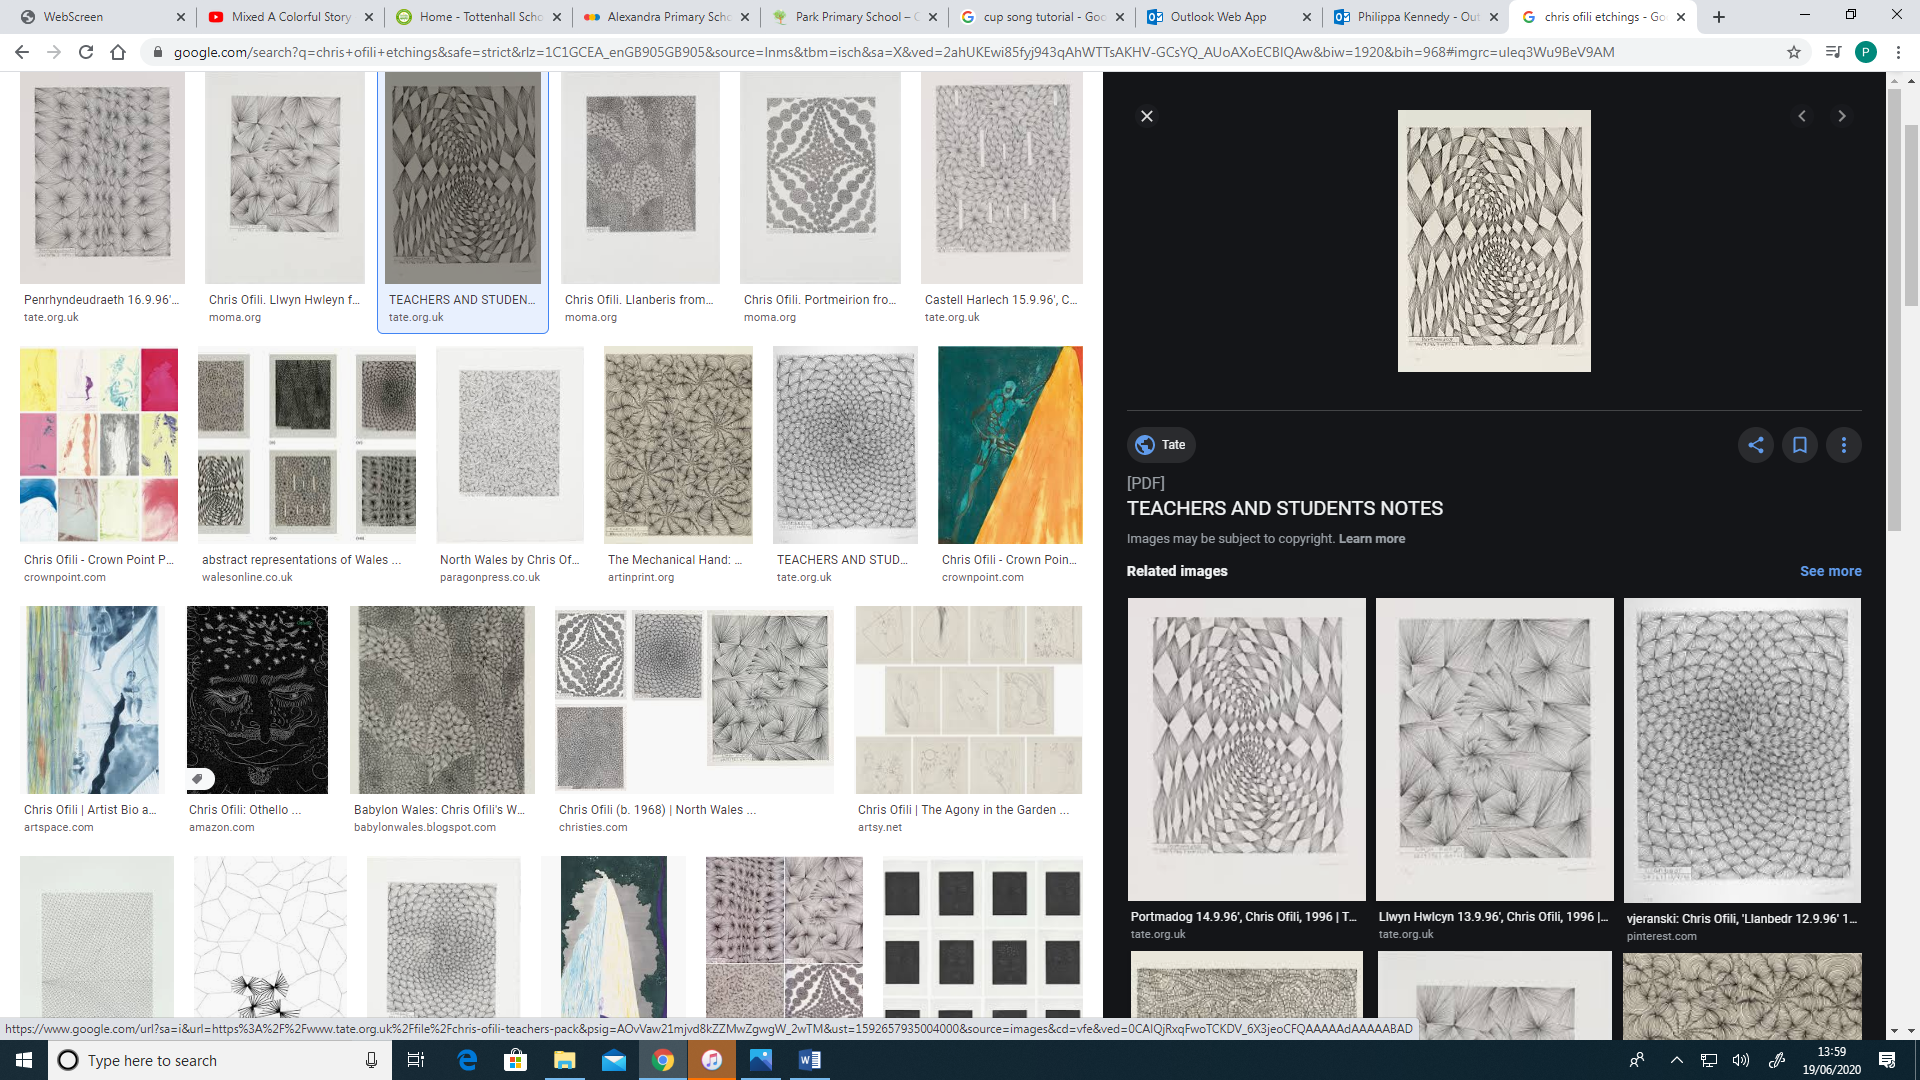 WebScreen
Mixed A Colorful Story
Home - Tottenhall Scho
Alexandra Primary Scho
Park Primary School – C
cup song tutorial - Goo
Outlook Web App
Philippa Kennedy - Out
chris ofili etchings - Go
google.com/search?q=chris+ofili+etchings&safe=strict&rlz=1C1GCEA_enGB905GB905&source=lnms&tbm=isch&sa=X&ved=2ahUKEwi85fyj943qAhWTTsAKHV-GCsYQ_AUoAXoECBIQAw&biw=1920&bih=968#imgrc=uleq3Wu9BeV9AM
P
Penrhyndeudraeth 16.9.96'...
tate.org.uk
Chris Ofili. Llwyn Hwleyn f...
moma.org
TEACHERS AND STUDEN...
tate.org.uk
Chris Ofili. Llanberis from...
moma.org
Chris Ofili. Portmeirion fro...
moma.org
Castell Harlech 15.9.96', C...
tate.org.uk
Chris Ofili - Crown Point P...
crownpoint.com
abstract representations of Wales ...
walesonline.co.uk
North Wales by Chris Of...
paragonpress.co.uk
The Mechanical Hand: ...
artinprint.org
TEACHERS AND STUD...
tate.org.uk
Chris Ofili - Crown Poin...
crownpoint.com
Chris Ofili | Artist Bio a...
artspace.com
Chris Ofili: Othello ...
amazon.com
Babylon Wales: Chris Ofili's W...
babylonwales.blogspot.com
Chris Ofili (b. 1968) | North Wales ...
christies.com
Chris Ofili | The Agony in the Garden ...
artsy.net
Tate
[PDF]
TEACHERS AND STUDENTS NOTES
Images may be subject to copyright. Learn more
Related images
See more
Portmadog 14.9.96', Chris Ofili, 1996 | T...
tate.org.uk
Llwyn Hwlcyn 13.9.96', Chris Ofili, 1996 |...
tate.org.uk
vjeranski: Chris Ofili, 'Llanbedr 12.9.96' 1...
pinterest.com
https://www.google.com/url?sa=i&url=https%3A%2F%2Fwww.tate.org.uk%2Ffile%2Fchris-ofili-teachers-pack&psig=AOvVaw21mjvd8kZZMwZgwgW_2wTM&ust=1592657935004000&source=images&cd=vfe&ved=0CAIQjRxqFwoTCKDV_6X3jeoCFQAAAAAdAAAAABAD
Type here to search
13:59
19/06/2020